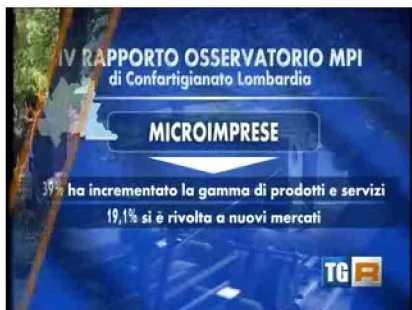 IV RAPPORTO OSSERVATORIO MPI
di Confartigianato Lombardia
MICROIMPRESE
39% ha incrementato la gamma di prodotti e servizi
19,1% si è rivolta a nuovi mercati
TGR